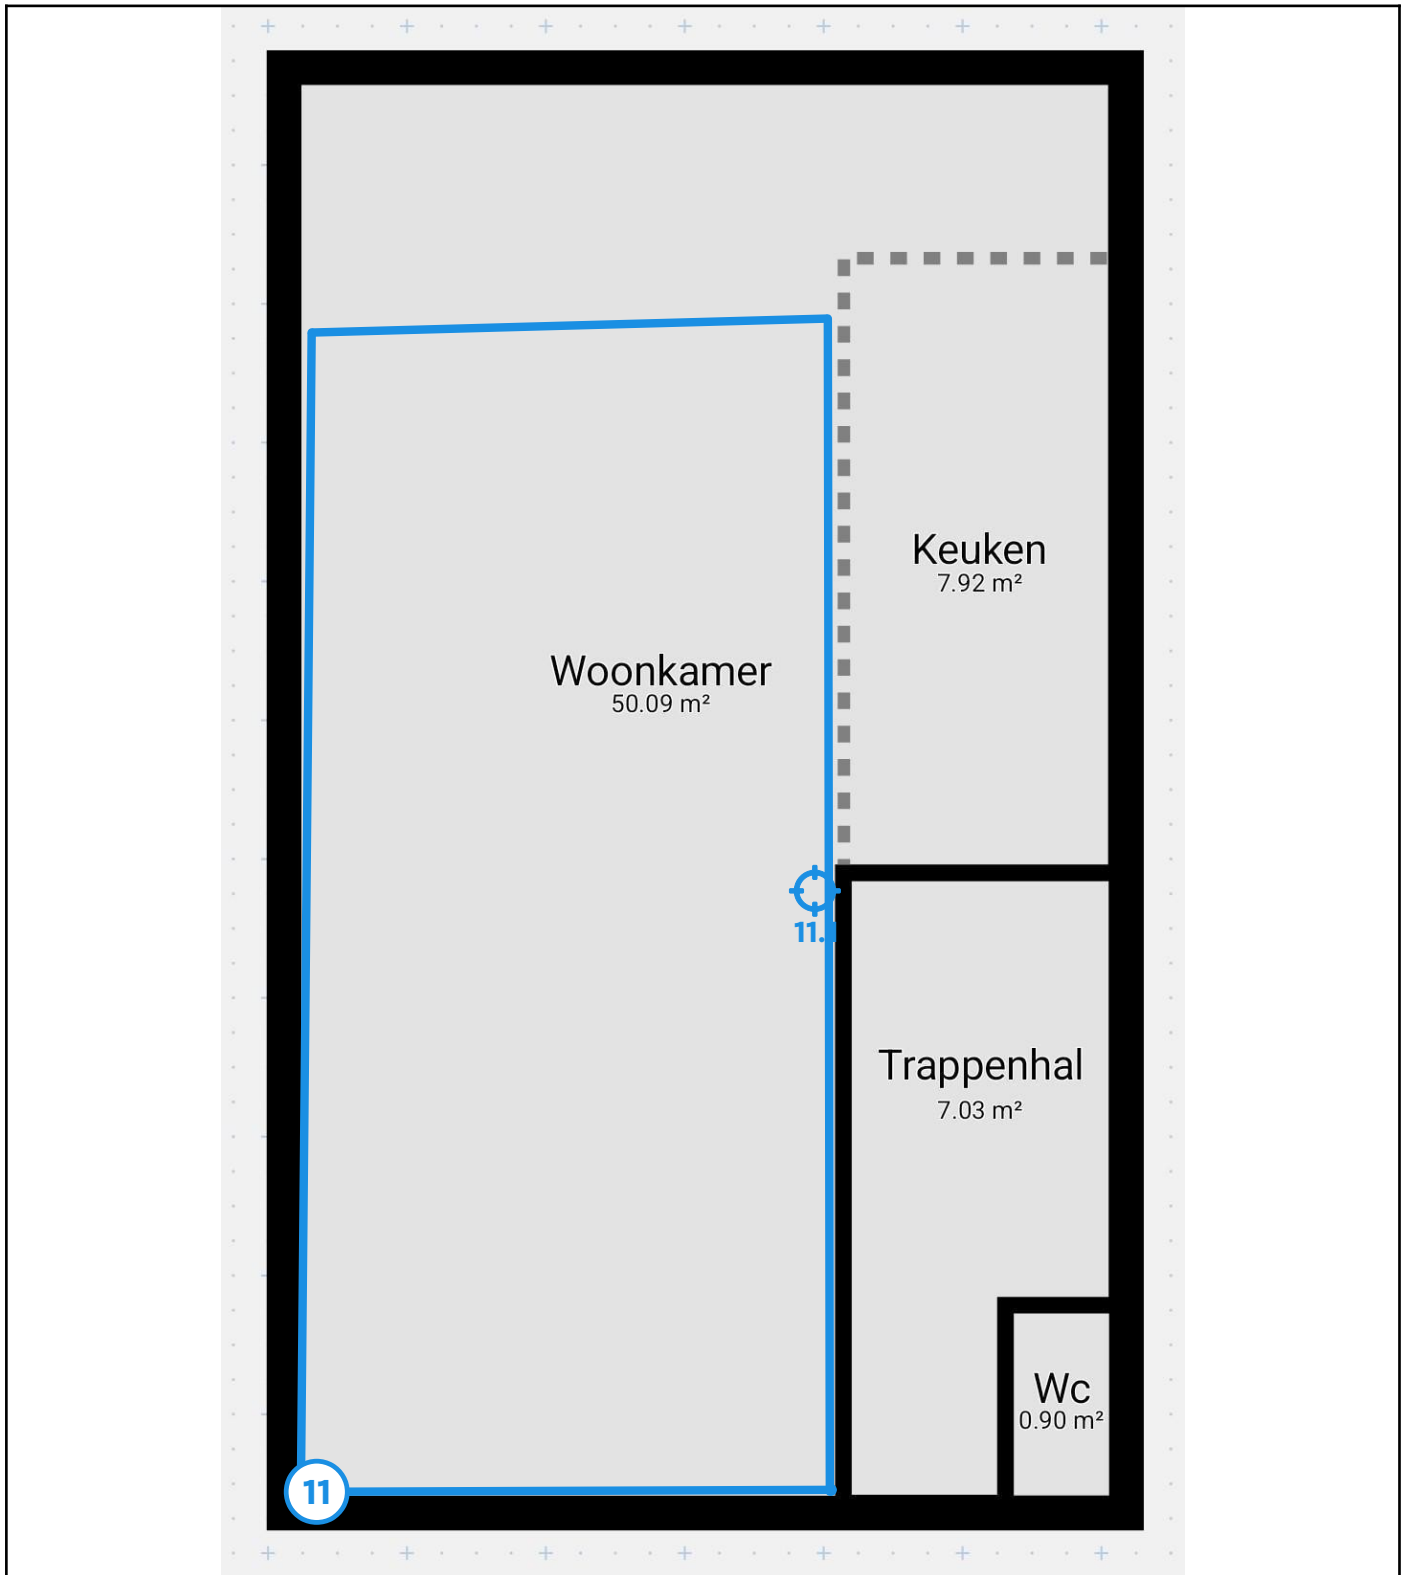 Keuken
7.92 m²
Woonkamer
50.09 m²
Trappenhal
7.03 m²
Wc
0.90 m²
11